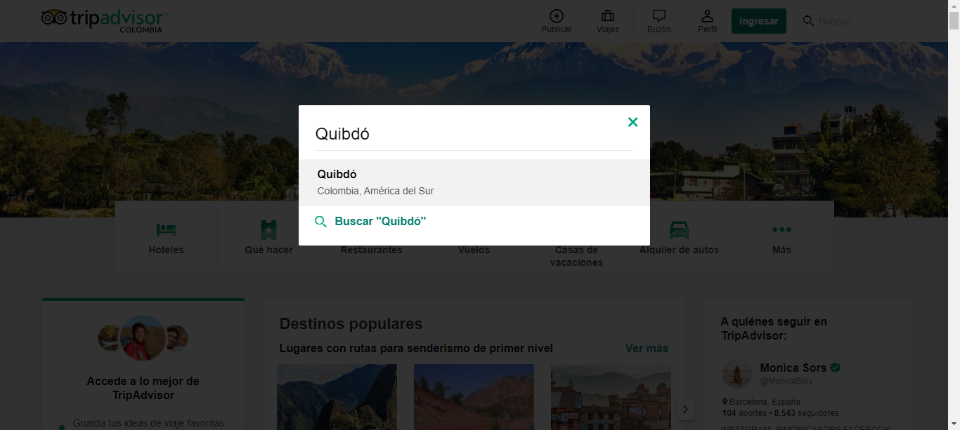 tripadvisor
COLOMBIA
Publicar
Viajes
Buzón
Perfil
Ingresar
Buscar
Quibdó
Quibdó
Colombia, América del Sur
Buscar "Quibdó"
Hoteles
Qué hacer
Restaurantes
Vuelos
Casas de
vacaciones
Alquiler de autos
Más
Accede a lo mejor de
TripAdvisor
Guarda tus ideas de viaje favoritas
Destinos populares
Lugares con rutas para senderismo de primer nivel
Ver más
A quiénes seguir en
TripAdvisor:
Monica Sors
@MonicaSors
Barcelona, España
104 aportes • 8.543 seguidores